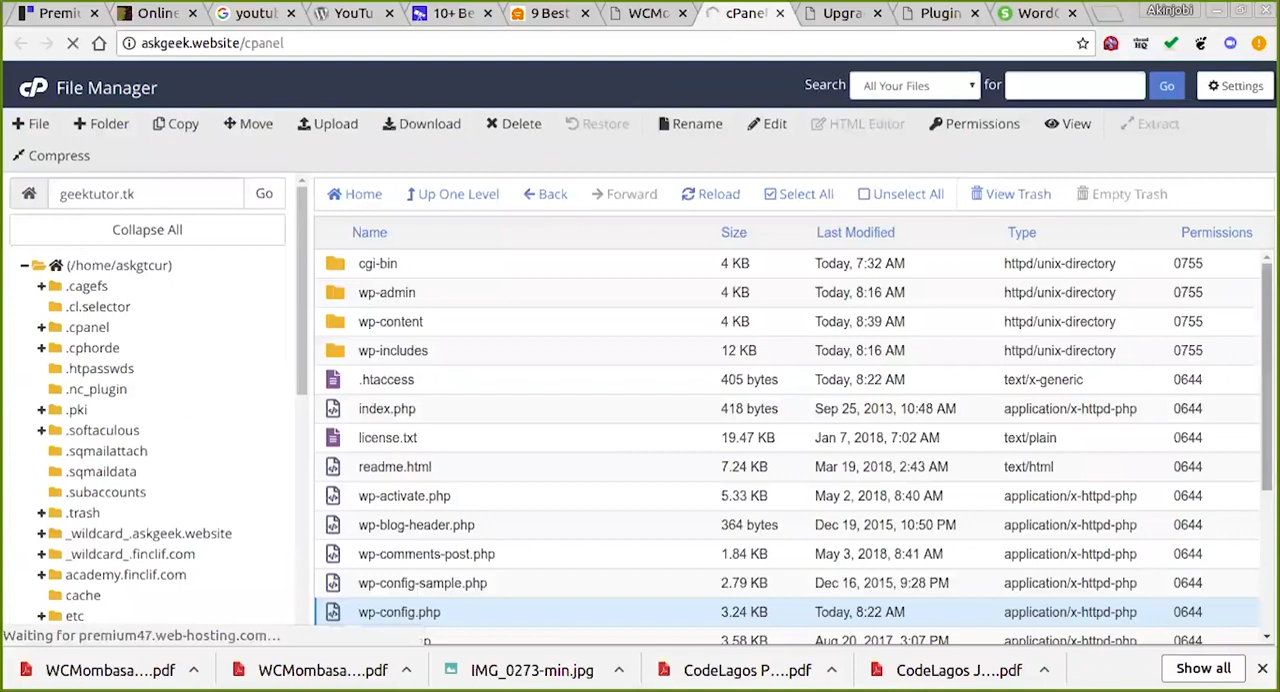 Premi Online youtub YouTu 10+ Be 9 Best WCMo cPane Upgra Plugin WordC Akinjobi
askgeek.website/cpanel
cP File Manager Search All Your Files for Go Settings
File Folder Copy Move Upload Download Delete Restore Rename Edit HTML Editor Permissions View Extract
Compress
geektutor.tk Go Home Up One Level Back Forward Reload Select All Unselect All View Trash Empty Trash
Collapse All
Name Size Last Modified Type Permissions
(/home/askgtcur)
.cagefs
.cl.selector
.cpanel
.cphorde
.htpasswds
.nc_plugin
.pki
.softaculous
.sqmailattach
.sqmaildata
.subaccounts
.trash
_wildcard_.askgeek.website
_wildcard_.finclif.com
academy.finclif.com
cache
etc
cgi-bin 4 KB Today, 7:32 AM httpd/unix-directory 0755
wp-admin 4 KB Today, 8:16 AM httpd/unix-directory 0755
wp-content 4 KB Today, 8:39 AM httpd/unix-directory 0755
wp-includes 12 KB Today, 8:16 AM httpd/unix-directory 0755
.htaccess 405 bytes Today, 8:22 AM text/x-generic 0644
index.php 418 bytes Sep 25, 2013, 10:48 AM application/x-httpd-php 0644
license.txt 19.47 KB Jan 7, 2018, 7:02 AM text/plain 0644
readme.html 7.24 KB Mar 19, 2018, 2:43 AM text/html 0644
wp-activate.php 5.33 KB May 2, 2018, 8:40 AM application/x-httpd-php 0644
wp-blog-header.php 364 bytes Dec 19, 2015, 10:50 PM application/x-httpd-php 0644
wp-comments-post.php 1.84 KB May 3, 2018, 8:41 AM application/x-httpd-php 0644
wp-config-sample.php 2.79 KB Dec 16, 2015, 9:28 PM application/x-httpd-php 0644
wp-config.php 3.24 KB Today, 8:22 AM application/x-httpd-php 0644
3.58 KB Aug 20, 2017, 3:07 PM application/x-httpd-php 0644
Waiting for premium47.web-hosting.com...
WCMombasa....pdf WCMombasa....pdf IMG_0273-min.jpg CodeLagos P....pdf CodeLagos J....pdf Show all